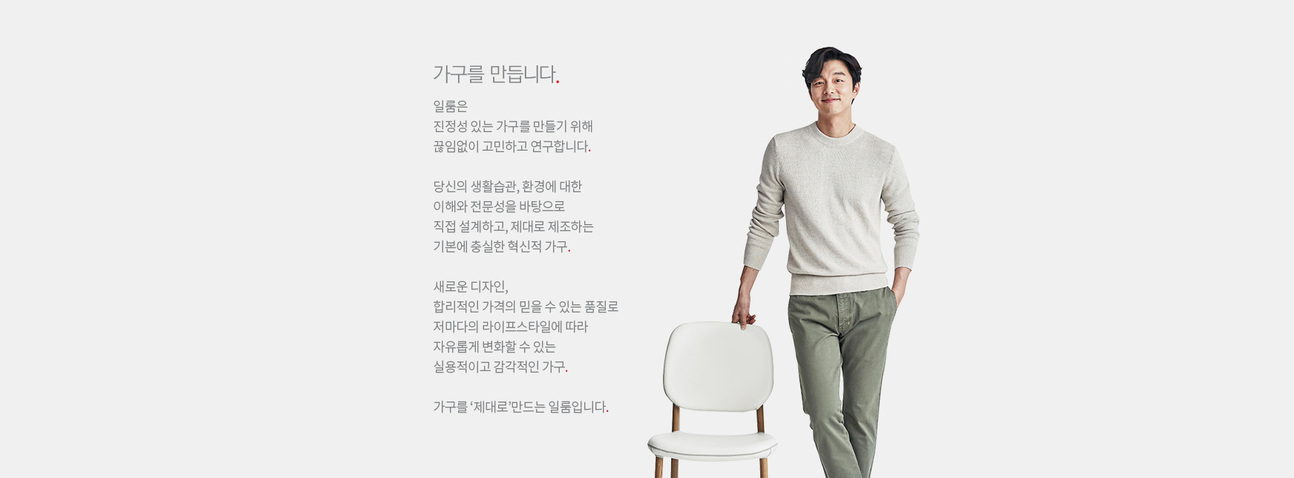 가구를 만듭니다.
일룸은
진정성 있는 가구를 만들기 위해
끊임없이 고민하고 연구합니다.
당신의 생활습관, 환경에 대한
이해와 전문성을 바탕으로
직접 설계하고, 제대로 제조하는
기본에 충실한 혁신적 가구.
새로운 디자인,
합리적인 가격의 믿을 수 있는 품질로
저마다의 라이프스타일에 따라
자유롭게 변화할 수 있는
실용적이고 감각적인 가구.
가구를 ‘제대로’만드는 일룸입니다.